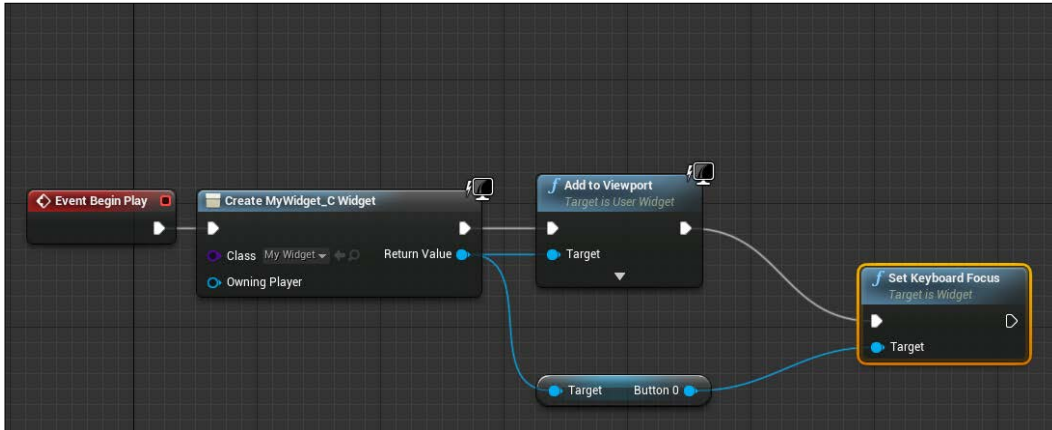 Event Begin Play
Create MyWidget_C Widget
Class My Widget Return Value
Owning Player
Add to Viewport
Target is User Widget
Target
Target Button 0
Set Keyboard Focus
Target is Widget
Target